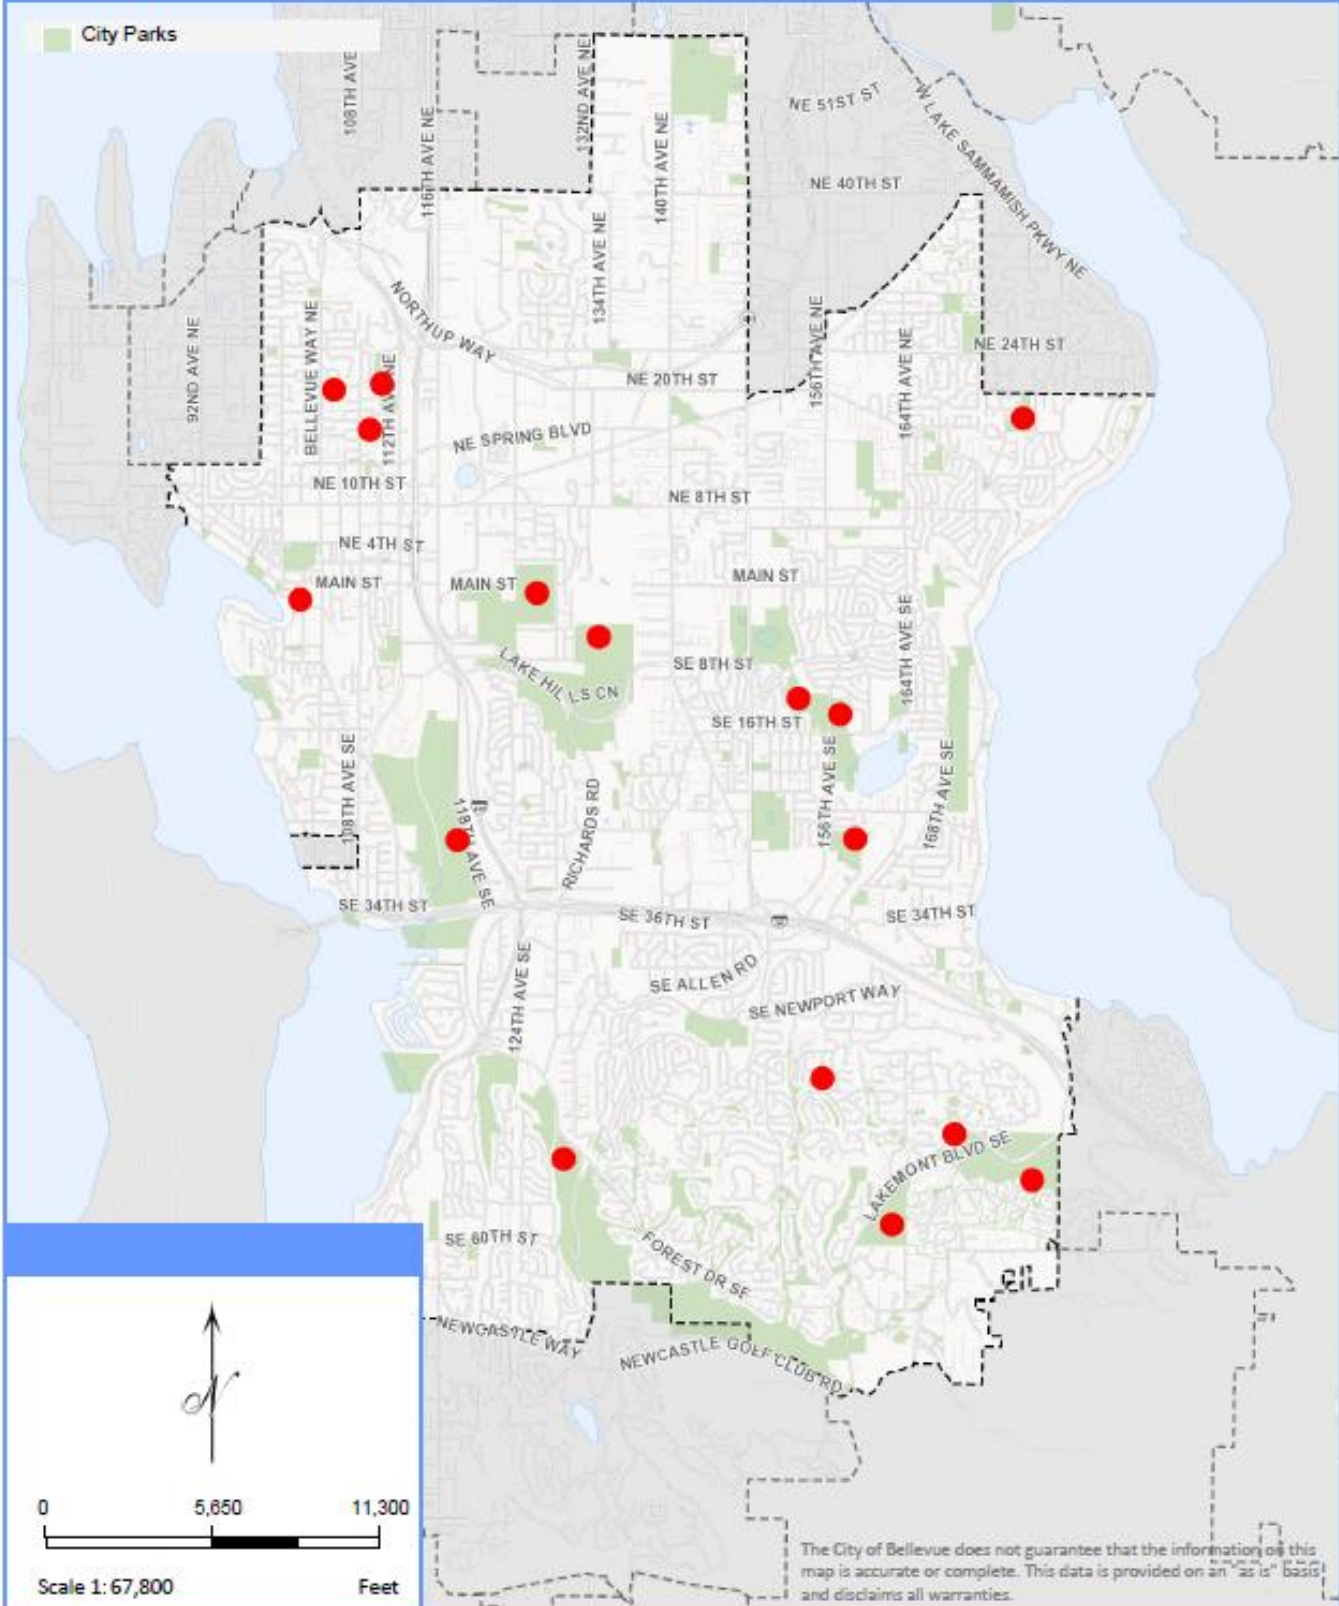 City Parks
108TH AVE
132ND AVE NE
NE 51ST ST
W LAKE SAMMAMISH PKWY NE
116TH AVE NE
140TH AVE NE
NE 40TH ST
134TH AVE NE
92ND AVE NE
BELLEVUE WAY NE
NORTHUP WAY
156TH AVE NE
164TH AVE NE
NE 24TH ST
112TH AVE NE
NE 20TH ST
NE SPRING BLVD
NE 10TH ST
NE 8TH ST
NE 4TH ST
MAIN ST
MAIN ST
MAIN ST
164TH AVE SE
LAKE HILLS CN
SE 8TH ST
SE 16TH ST
108TH AVE SE
156TH AVE SE
168TH AVE SE
118TH AVE SE
RICHARDS RD
SE 34TH ST
SE 36TH ST
SE 34TH ST
124TH AVE SE
SE ALLEN RD
SE NEWPORT WAY
LAKEMONT BLVD SE
SE 60TH ST
FOREST DR SE
NEWCASTLE WAY
NEWCASTLE GOLF CLUB RD
N
0 5,650 11,300
Scale 1: 67,800 Feet
The City of Bellevue does not guarantee that the information on this
map is accurate or complete. This data is provided on an "as is" basis
and disclaims all warranties.